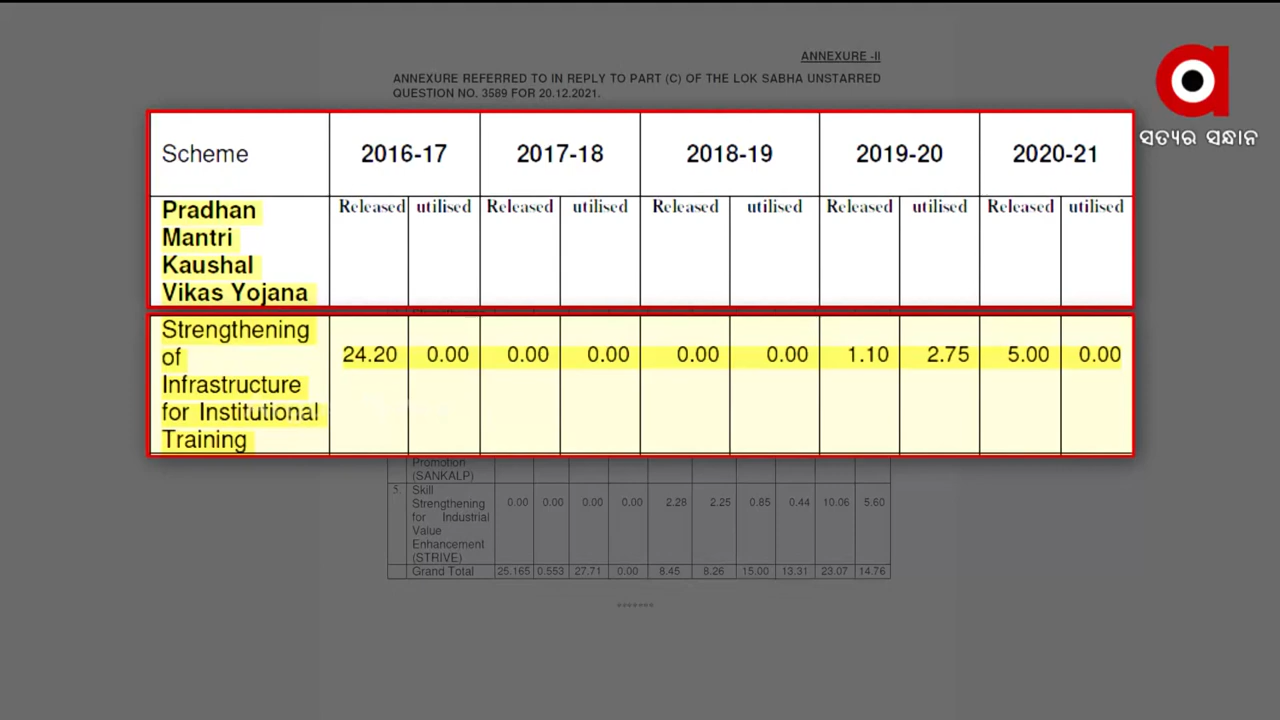 ANNEXURE -II
ANNEXURE REFERRED TO IN REPLY TO PART (C) OF THE LOK SABHA UNSTARRED
QUESTION NO. 3589 FOR 20.12.2021.
ସତ୍ୟର ସନ୍ଧାନ
Scheme 2016-17 2017-18 2018-19 2019-20 2020-21
Pradhan Released utilised Released utilised Released utilised Released utilised Released utilised
Mantri
Kaushal
Vikas Yojana
Strengthening
of 24.20 0.00 0.00 0.00 0.00 0.00 1.10 2.75 5.00 0.00
Infrastructure
for Institutional
Training
Promotion
(SANKALP)
5. Skill
Strengthening 0.00 0.00 0.00 0.00 2.28 2.25 0.85 0.44 10.06 5.60
for Industrial
Value
Enhancement
(STRIVE)
Grand Total 25.165 0.553 27.71 0.00 8.45 8.26 15.00 13.31 23.07 14.76
*******